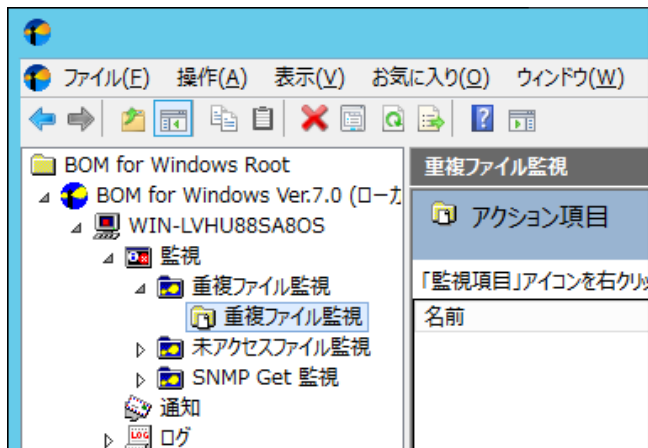 ファイル(F) 操作(A) 表示(V) お気に入り(O) ウィンドウ(W)
BOM for Windows Root
BOM for Windows Ver.7.0 (ローカ
WIN-LVHU88SA8OS
監視
重複ファイル監視
重複ファイル監視
未アクセスファイル監視
SNMP Get 監視
通知
LOG ログ
重複ファイル監視
アクション項目
「監視項目」アイコンを右クリッ
名前